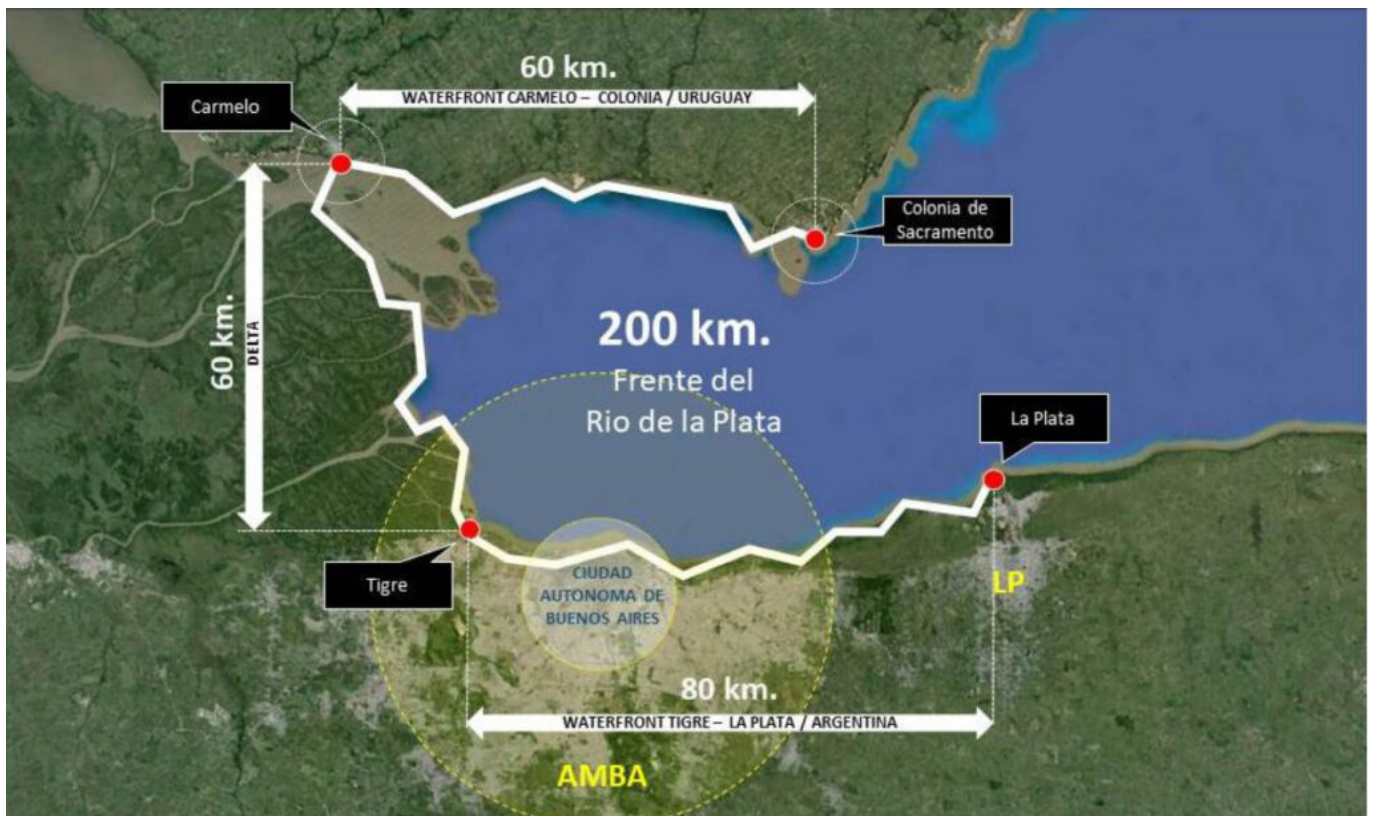 60 km.
WATERFRONT CARMELO – COLONIA / URUGUAY
Carmelo
Colonia de
Sacramento
60 km.
DELTA
200 km.
Frente del
Rio de la Plata
La Plata
Tigre
CIUDAD
AUTONOMA DE
BUENOS AIRES
LP
80 km.
WATERFRONT TIGRE – LA PLATA / ARGENTINA
AMBA